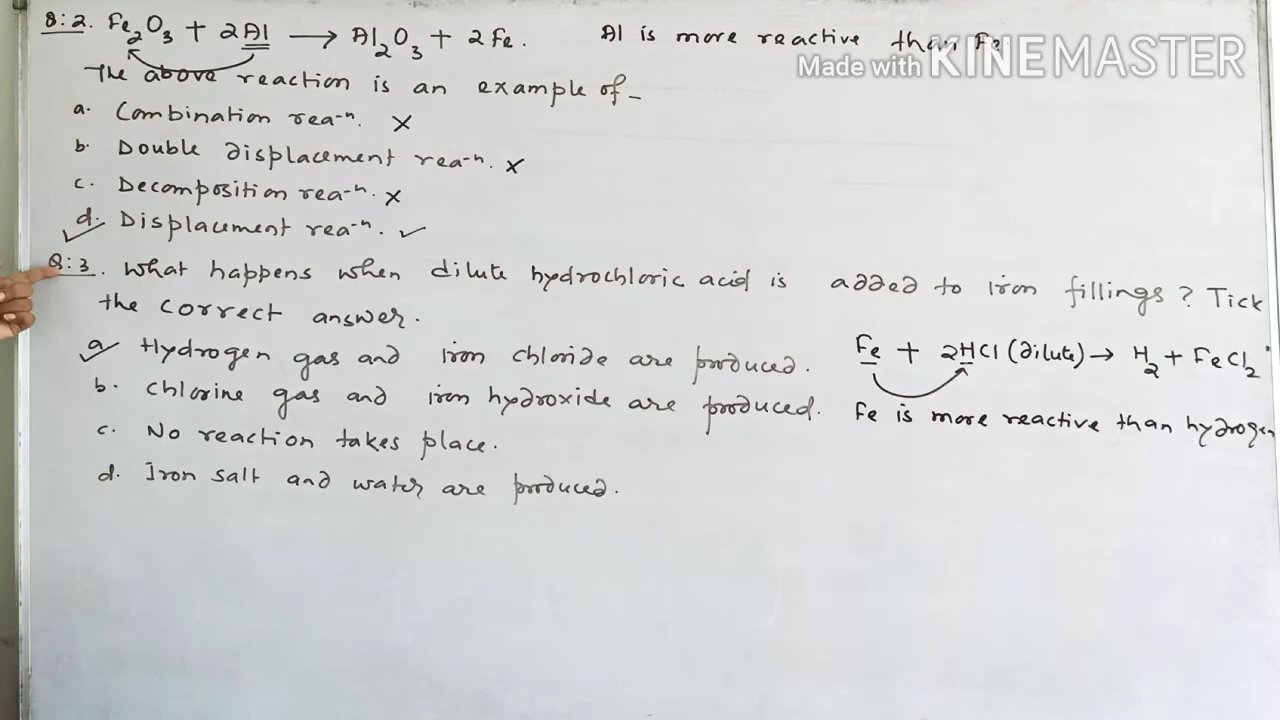 Q:2. Fe2O3 + 2Al → Al2O3 + 2Fe. Al is more reactive than Fe
Made with KINEMASTER
The above reaction is an example of-
a. Combination rea-n. ×
b. Double displacement rea-n. ×
c. Decomposition rea-n. ×
d. Displacement rea-n. ✓
Q:3. What happens when dilute hydrochloric acid is added to iron fillings? Tick
the correct answer.
a. Hydrogen gas and iron chloride are produced.
Fe + 2HCl (dilute) → H2 + FeCl2
b. Chlorine gas and iron hydroxide are produced.
Fe is more reactive than hydrogen
c. No reaction takes place.
d. Iron salt and water are produced.